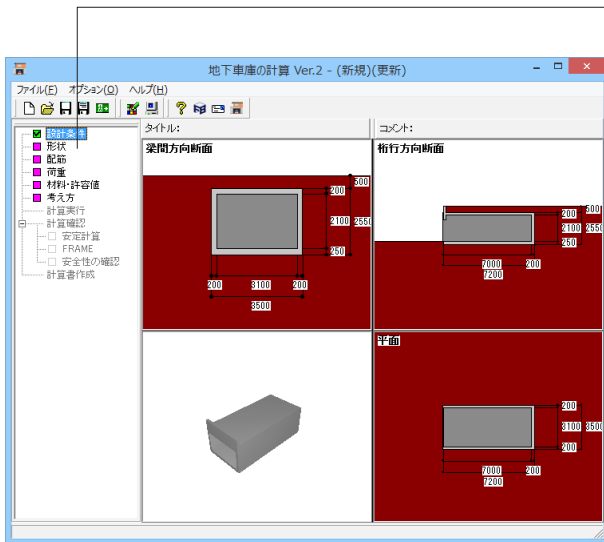 地下車庫の計算 Ver.2 - (新規)(更新)
ファイル(F) オプション(O) ヘルプ(H)
設計条件
形状
配筋
荷重
材料・許容値
考え方
計算実行
計算確認
安定計算
FRAME
安全性の確認
計算書作成
タイトル:
コメント:
梁間方向断面
500
200
2100 2550
250
200 3100 200
3500
桁行方向断面
500
200
2100 2550
250
7000 200
7200
平面
200
3100 3500
200
7000 200
7200